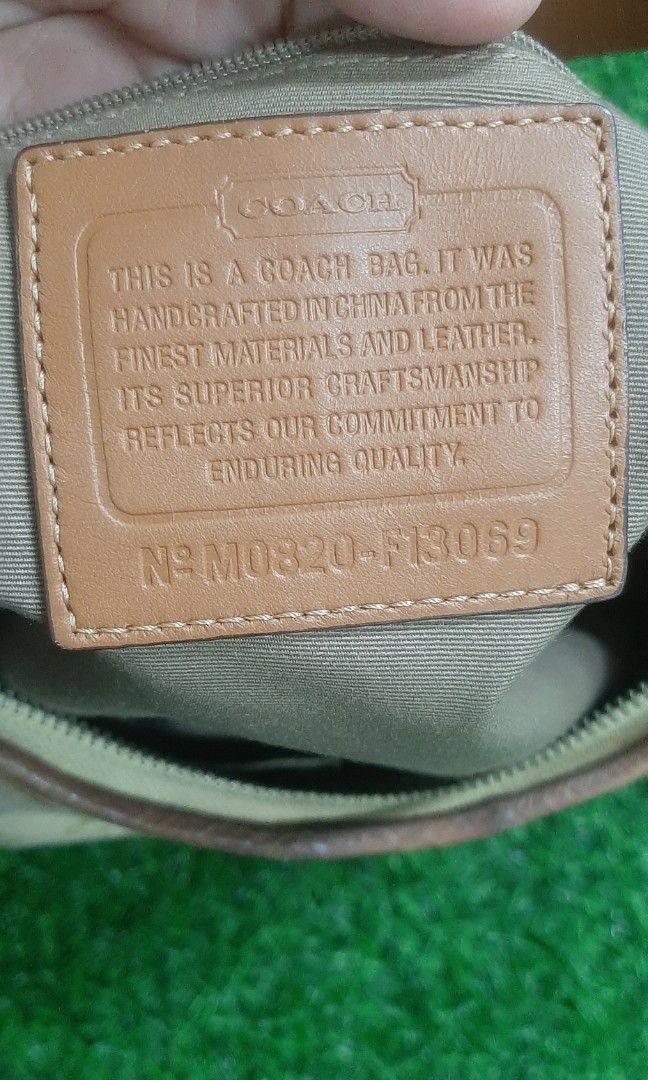 COACH
THIS IS A COACH BAG. IT WAS
HANDCRAFTED IN CHINA FROM THE
FINEST MATERIALS AND LEATHER.
ITS SUPERIOR CRAFTSMANSHIP
REFLECTS OUR COMMITMENT TO
ENDURING QUALITY.
Nº M0820-F13069